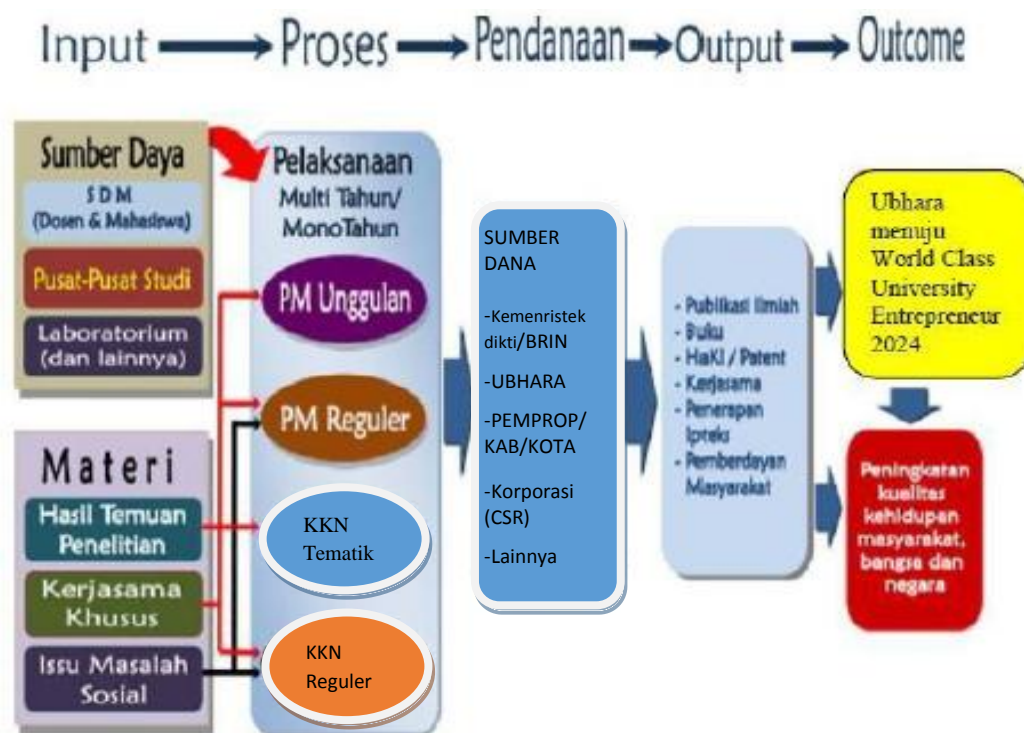 Input Proses Pendanaan Output Outcome
Sumber Daya
S D M
(Dosen & Mahasiswa)
Pusat-Pusat Studi
Laboratorium
(dan lainnya)
Materi
Hasil Temuan
Penelitian
Kerjasama
Khusus
Issu Masalah
Sosial
Pelaksanaan
Multi Tahun/
MonoTahun
PM Unggulan
PM Reguler
KKN
Tematik
KKN
Reguler
SUMBER
DANA
-Kemenristek
dikti/BRIN
-UBHARA
-PEMPROP/
KAB/KOTA
-Korporasi
(CSR)
-Lainnya
- Publikasi Ilmiah
- Buku
- HaKI / Patent
- Kerjasama
- Penerapan
Ipteks
- Pemberdayan
Masyarakat
Ubhara
menuju
World Class
University
Entrepreneur
2024
Peningkatan
kualitas
kehidupan
masyarakat,
bangsa dan
negara